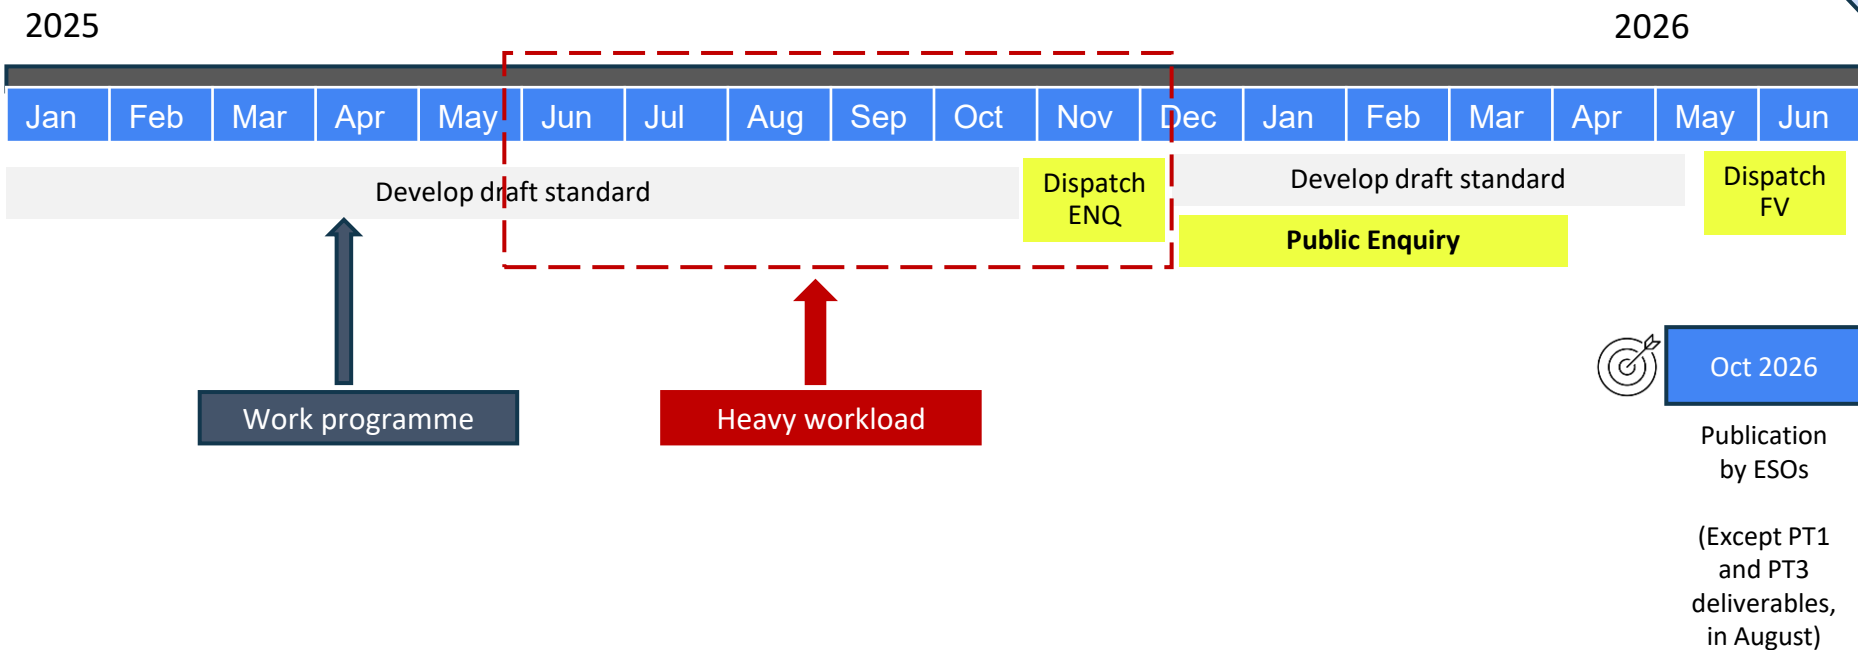 2025
2026
Jan Feb Mar Apr May Jun Jul Aug Sep Oct Nov Dec Jan Feb Mar Apr May Jun
Develop draft standard
Dispatch
ENQ
Develop draft standard
Dispatch
FV
Public Enquiry
Work programme
Heavy workload
Oct 2026
Publication
by ESOs
(Except PT1
and PT3
deliverables,
in August)